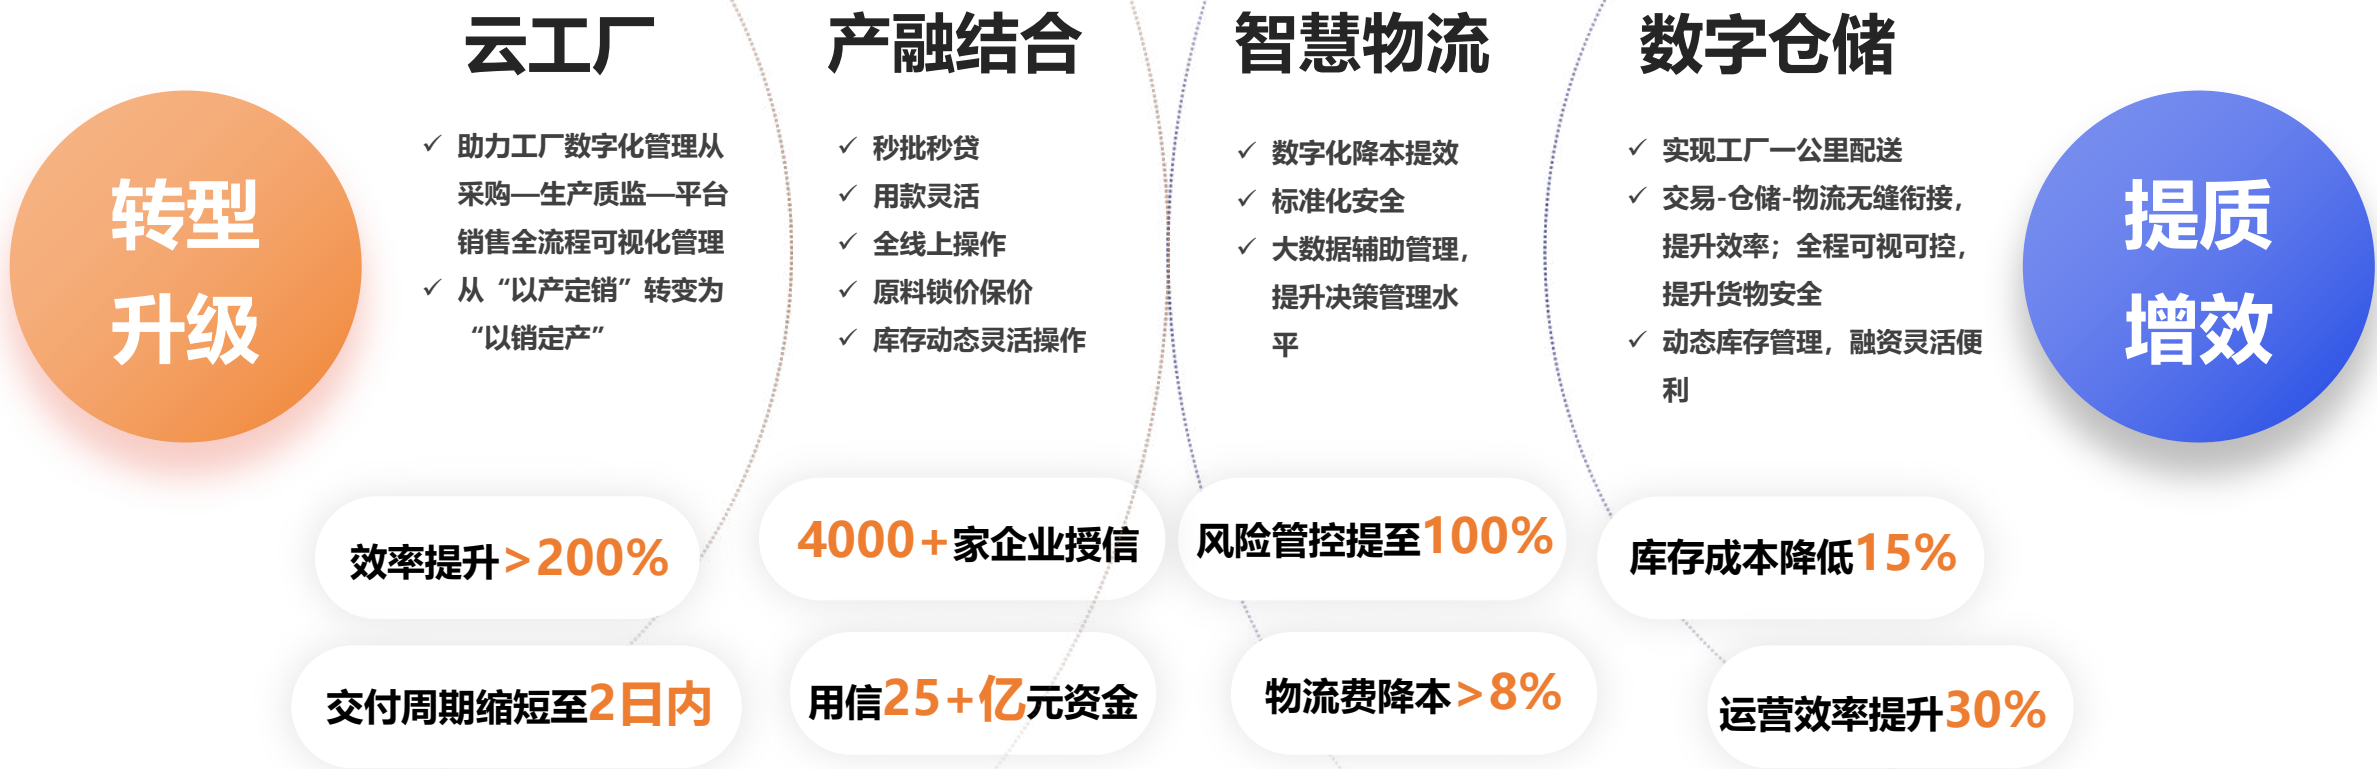 转型
升级
云工厂
✓ 助力工厂数字化管理从
采购—生产质监—平台
销售全流程可视化管理
✓ 从“以产定销”转变为
“以销定产”
效率提升>200%
交付周期缩短至2日内
产融结合
✓ 秒批秒贷
✓ 用款灵活
✓ 全线上操作
✓ 原料锁价保价
✓ 库存动态灵活操作
4000+家企业授信
用信25+亿元资金
智慧物流
✓ 数字化降本提效
✓ 标准化安全
✓ 大数据辅助管理，
提升决策管理水
平
风险管控提至100%
物流费降本>8%
数字仓储
✓ 实现工厂一公里配送
✓ 交易-仓储-物流无缝衔接，
提升效率；全程可视可控，
提升货物安全
✓ 动态库存管理，融资灵活便
利
库存成本降低15%
运营效率提升30%
提质
增效